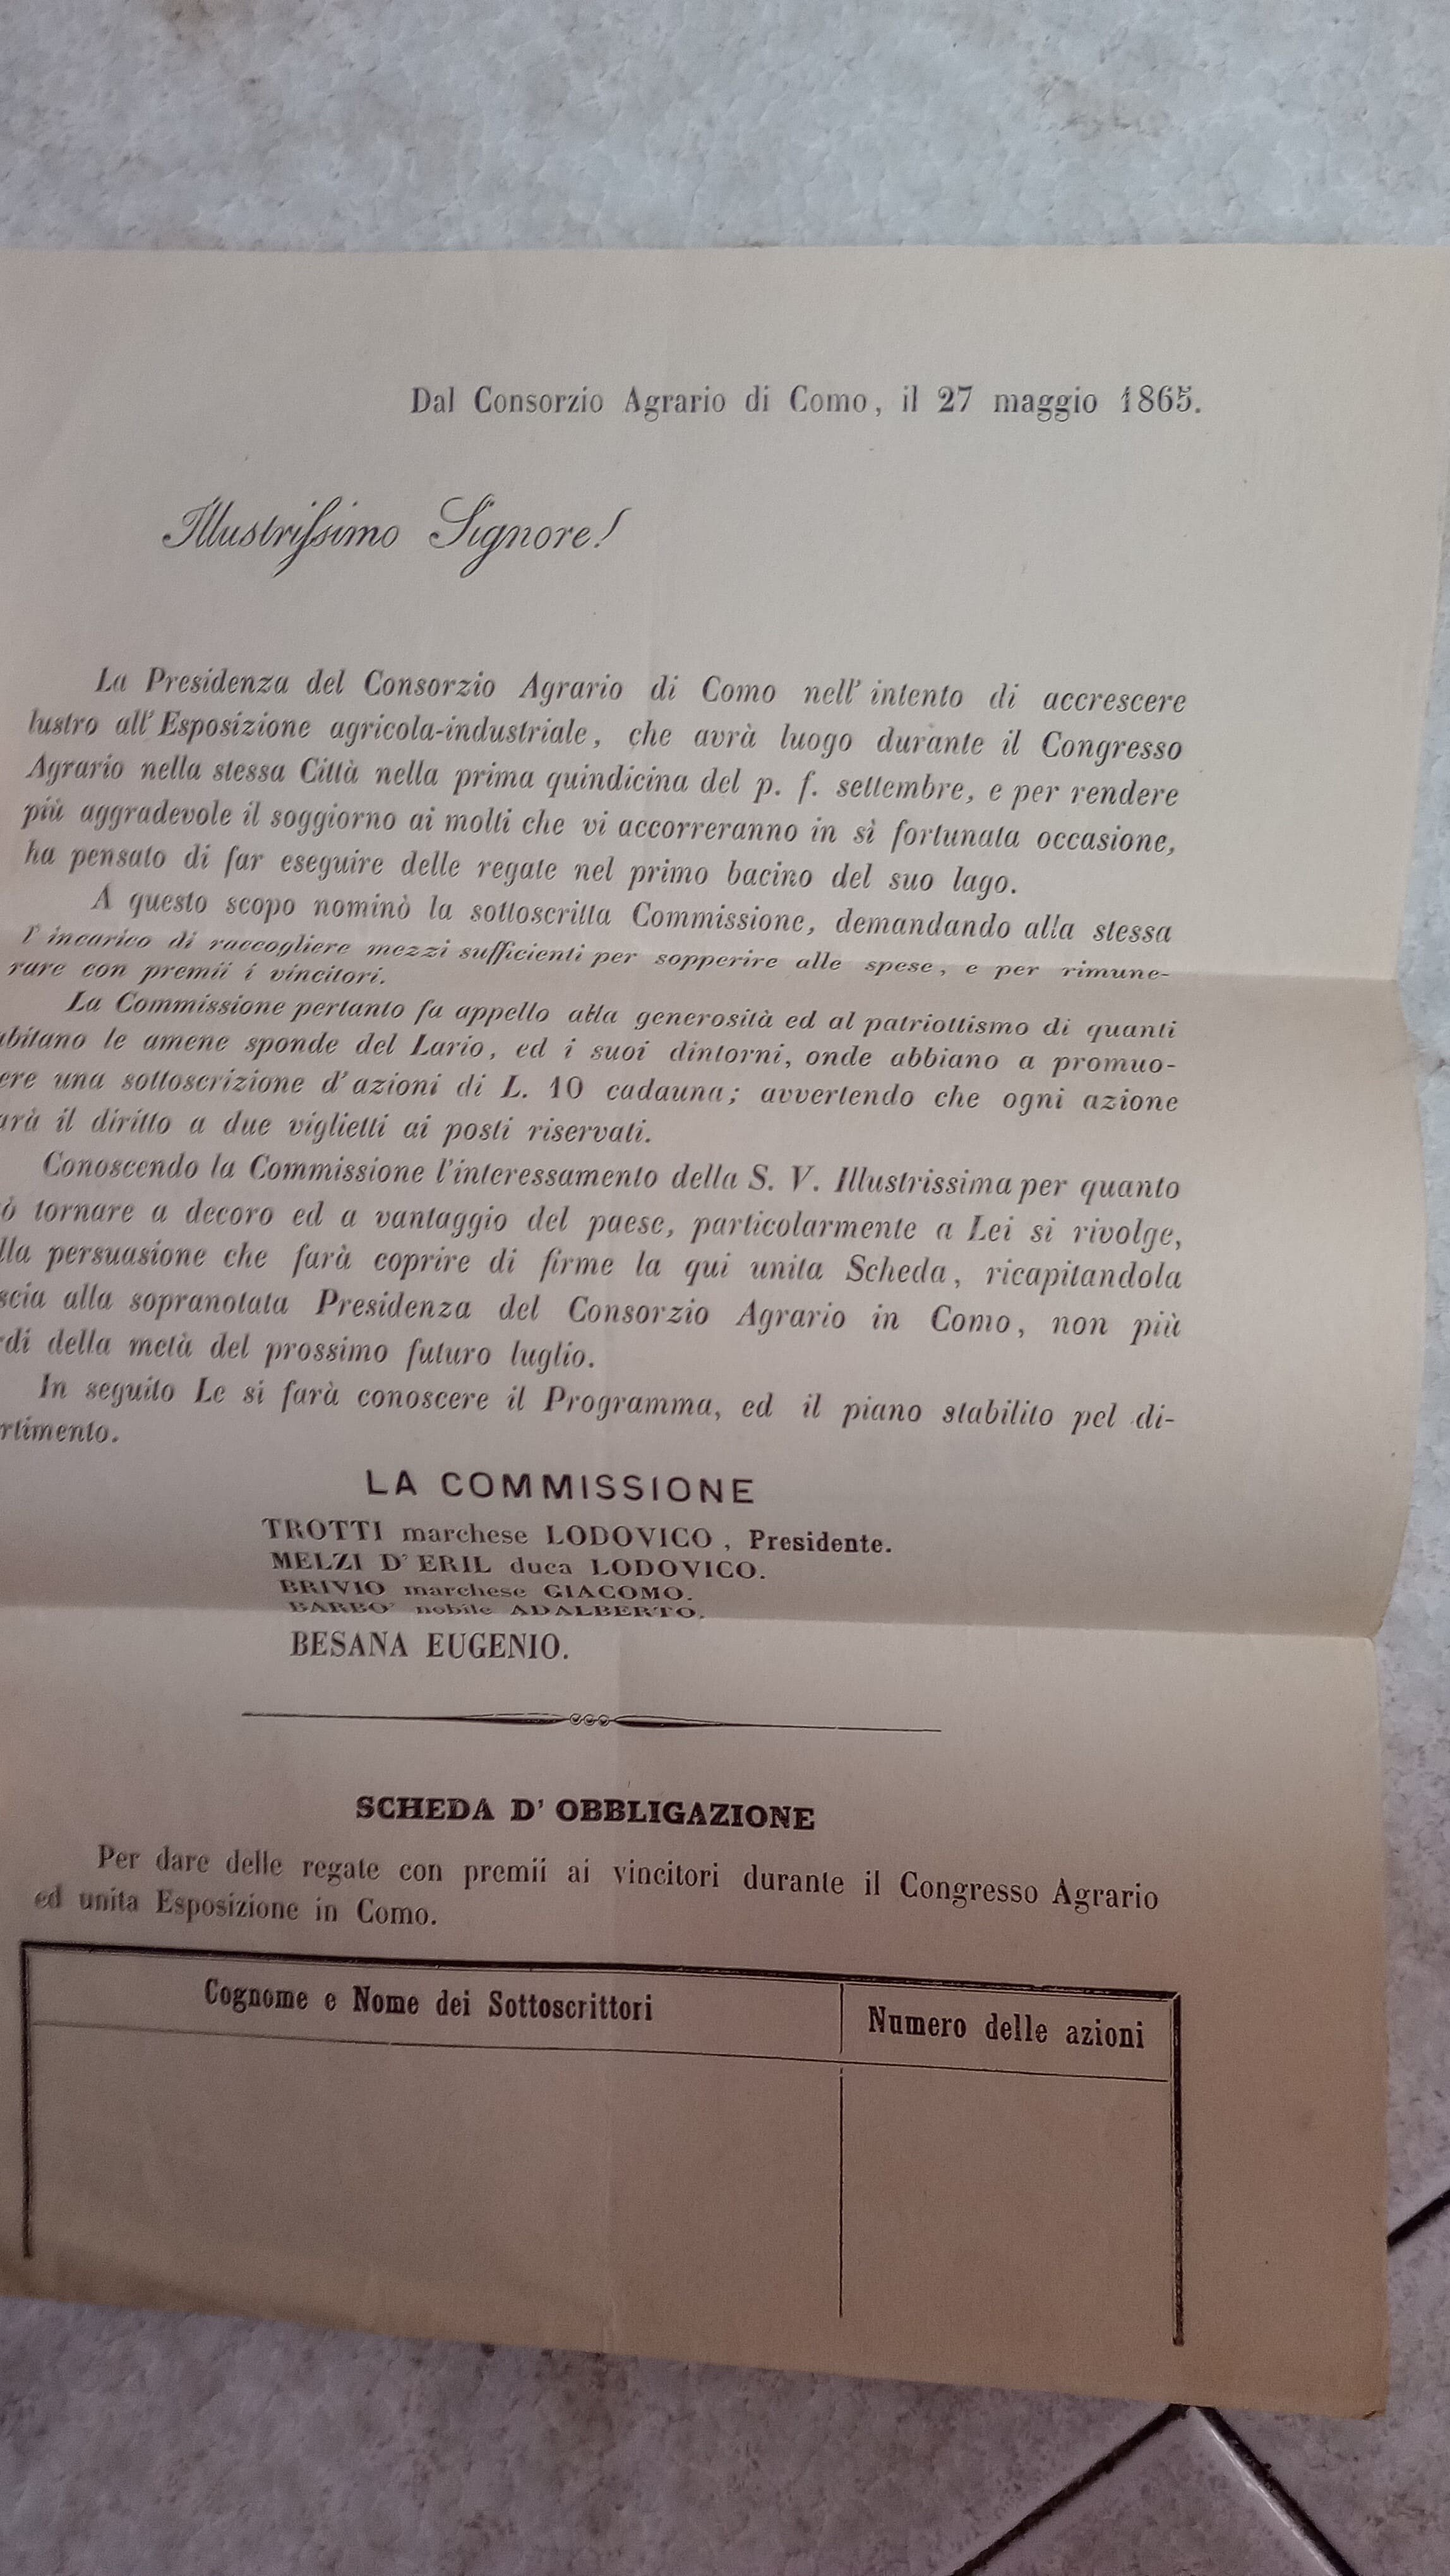 Dal Consorzio Agrario di Como, il 27 maggio 1865.
Illustrissimo Signore!
La Presidenza del Consorzio Agrario di Como nell' intento di accrescere
lustro all' Esposizione agricola-industriale, che avrà luogo durante il Congresso
Agrario nella stessa Città nella prima quindicina del p. f. settembre, e per rendere
più aggradevole il soggiorno ai molti che vi accorreranno in sì fortunata occasione,
ha pensato di far eseguire delle regate nel primo bacino del suo lago.
A questo scopo nominò la sottoscritta Commissione, demandando alla stessa
l' incarico di raccogliere mezzi sufficienti per sopperire alle spese, e per rimune-
rare con premii i vincitori.
La Commissione pertanto fa appello alla generosità ed al patriottismo di quanti
abitano le amene sponde del Lario, ed i suoi dintorni, onde abbiano a promuo-
ere una sottoscrizione d' azioni di L. 10 cadauna; avvertendo che ogni azione
arà il diritto a due viglietti ai posti riservati.
Conoscendo la Commissione l'interessamento della S. V. Illustrissima per quanto
ò tornare a decoro ed a vantaggio del paese, particolarmente a Lei si rivolge,
lla persuasione che farà coprire di firme la qui unita Scheda, ricapitandola
scia alla sopranotata Presidenza del Consorzio Agrario in Como, non più
rdi della metà del prossimo futuro luglio.
In seguito Le si farà conoscere il Programma, ed il piano stabilito pel di-
rtimento.
LA COMMISSIONE
TROTTI marchese LODOVICO, Presidente.
MELZI D' ERIL duca LODOVICO.
BRIVIO marchese GIACOMO.
BARBO' nobile ADALBERTO.
BESANA EUGENIO.
SCHEDA D' OBBLIGAZIONE
Per dare delle regate con premii ai vincitori durante il Congresso Agrario
ed unita Esposizione in Como.
Cognome e Nome dei Sottoscrittori
Numero delle azioni